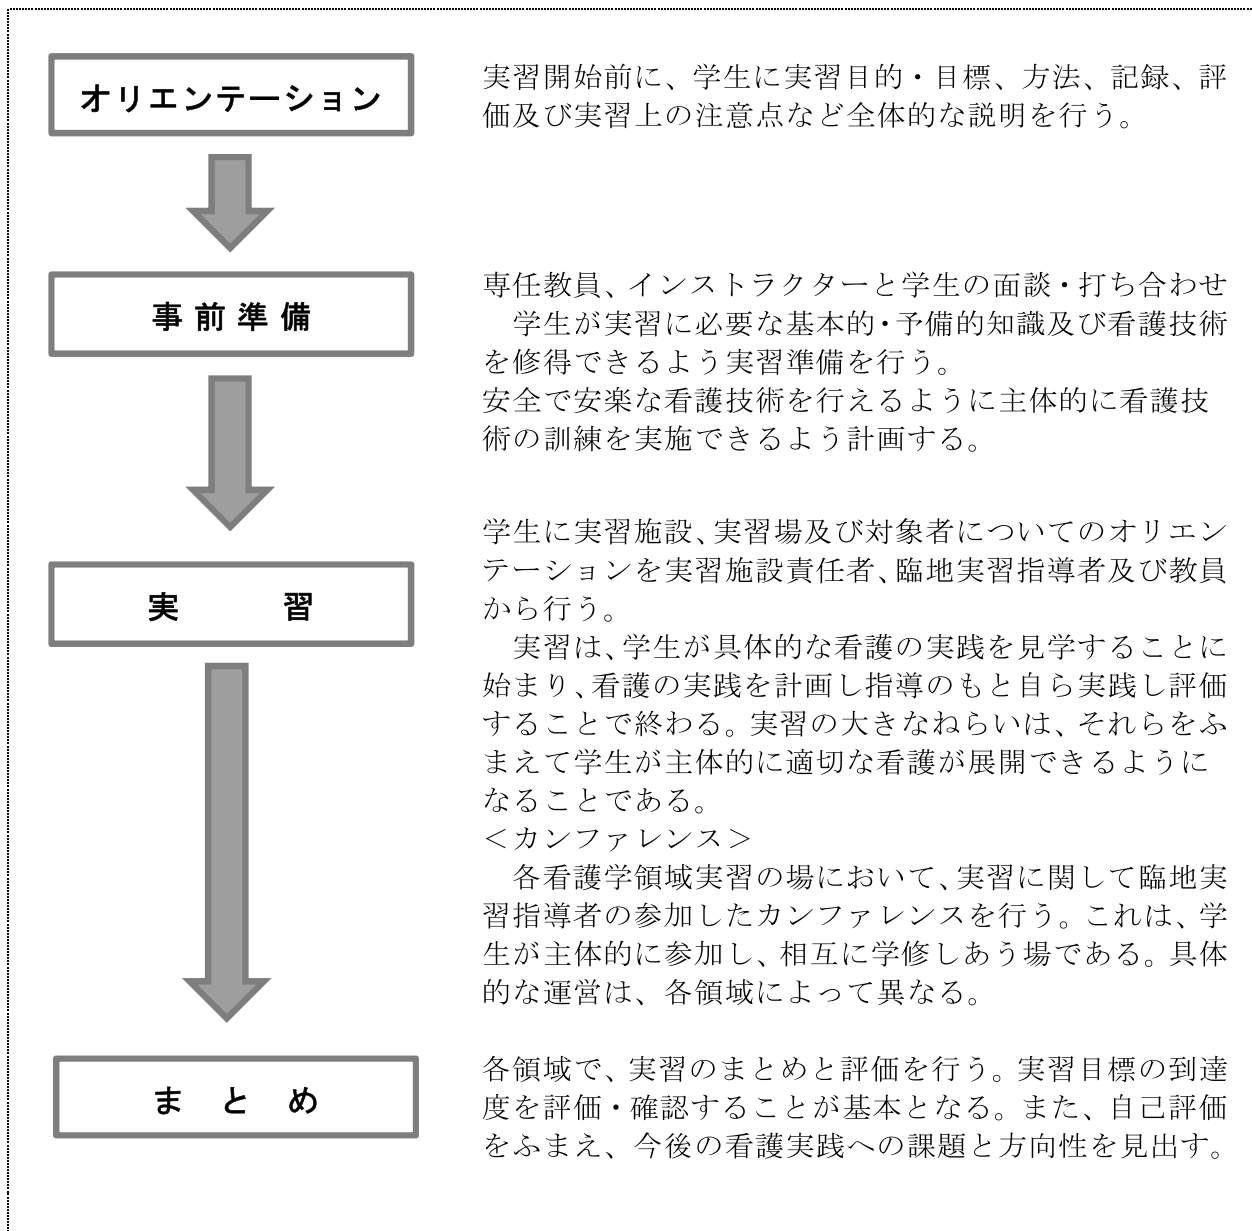 オリエンテーション
実習開始前に、学生に実習目的・目標、方法、記録、評
価及び実習上の注意点など全体的な説明を行う。
事前準備
専任教員、インストラクターと学生の面談・打ち合わせ
学生が実習に必要な基本的・予備的知識及び看護技術
を修得できるよう実習準備を行う。
安全で安楽な看護技術を行えるように主体的に看護技
術の訓練を実施できるよう計画する。
実習
学生に実習施設、実習場及び対象者についてのオリエン
テーションを実習施設責任者、臨地実習指導者及び教員
から行う。
実習は、学生が具体的な看護の実践を見学することに
始まり、看護の実践を計画し指導のもと自ら実践し評価
することで終わる。実習の大きなねらいは、それらをふ
まえて学生が主体的に適切な看護が展開できるように
なることである。
＜カンファレンス＞
各看護学領域実習の場において、実習に関して臨地実
習指導者の参加したカンファレンスを行う。これは、学
生が主体的に参加し、相互に学修しあう場である。具体
的な運営は、各領域によって異なる。
まとめ
各領域で、実習のまとめと評価を行う。実習目標の到達
度を評価・確認することが基本となる。また、自己評価
をふまえ、今後の看護実践への課題と方向性を見出す。